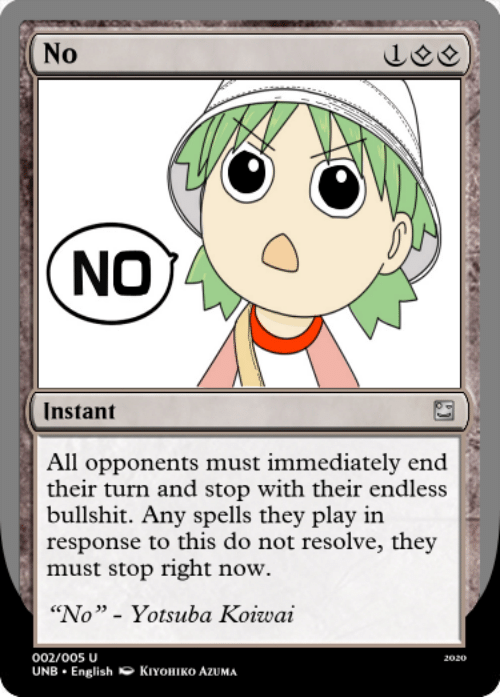 No 1◇◇
NO
Instant
All opponents must immediately end
their turn and stop with their endless
bullshit. Any spells they play in
response to this do not resolve, they
must stop right now.
“No” - Yotsuba Koiwai
002/005 U 2020
UNB • English KIYOHIKO AZUMA